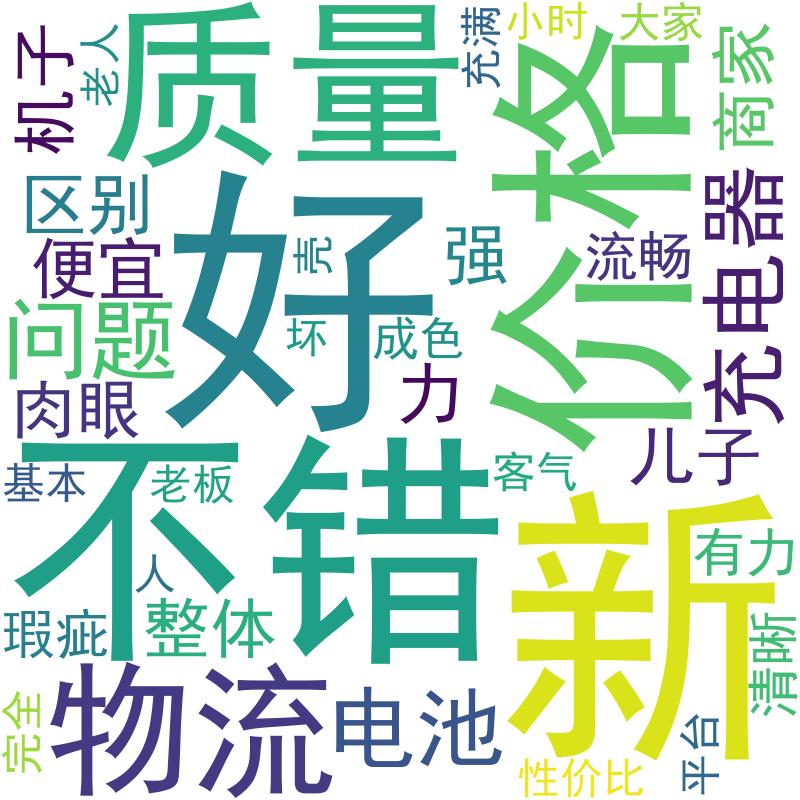 质量
价格
小时
大家
充满
商家
机子
老人
好
区别
便宜
壳
强
流畅
充电器
问题
坏
成色
肉眼
力
儿子
不错
基本
老板
客气
新
有力
人
瑕疵
整体
清晰
物流
电池
完全
性价比
平台